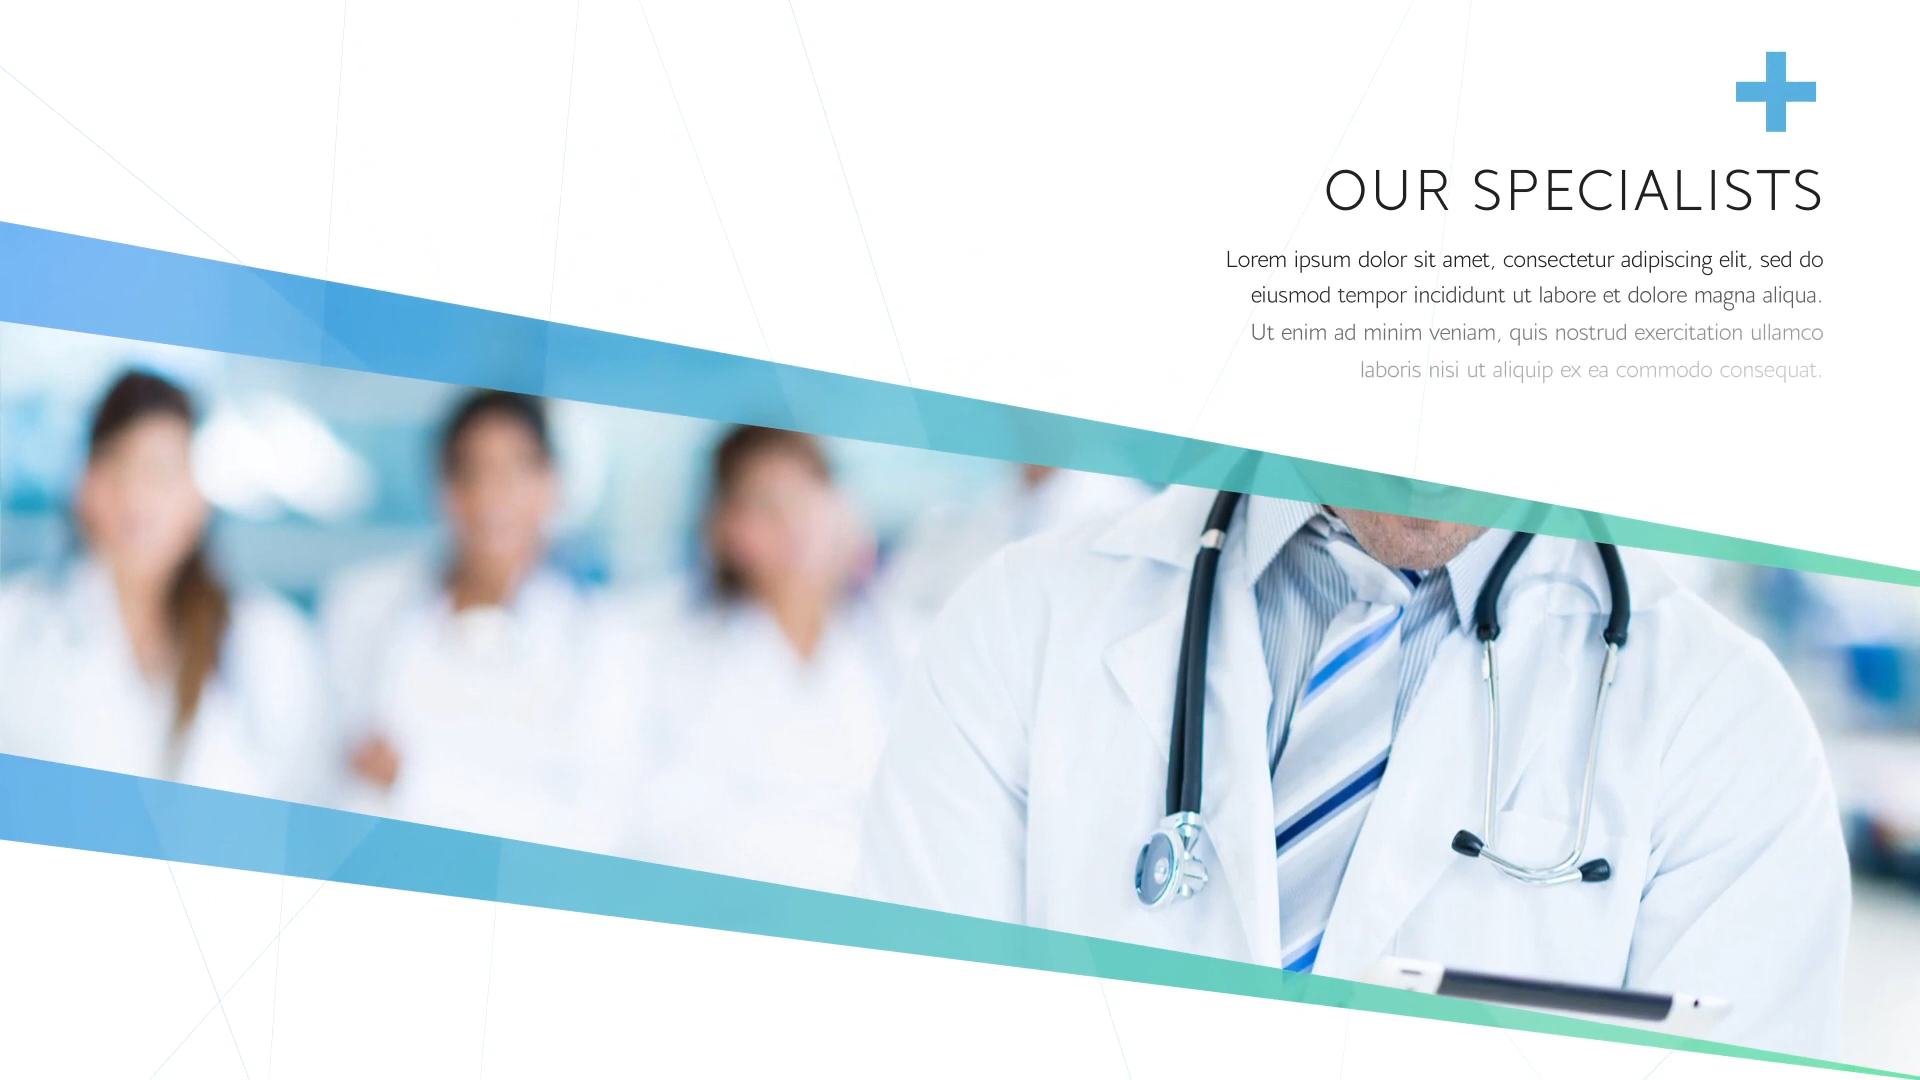 OUR SPECIALISTS
Lorem ipsum dolor sit amet, consectetur adipiscing elit, sed do
eiusmod tempor incididunt ut labore et dolore magna aliqua.
Ut enim ad minim veniam, quis nostrud exercitation ullamco
laboris nisi ut aliquip ex ea commodo consequat.